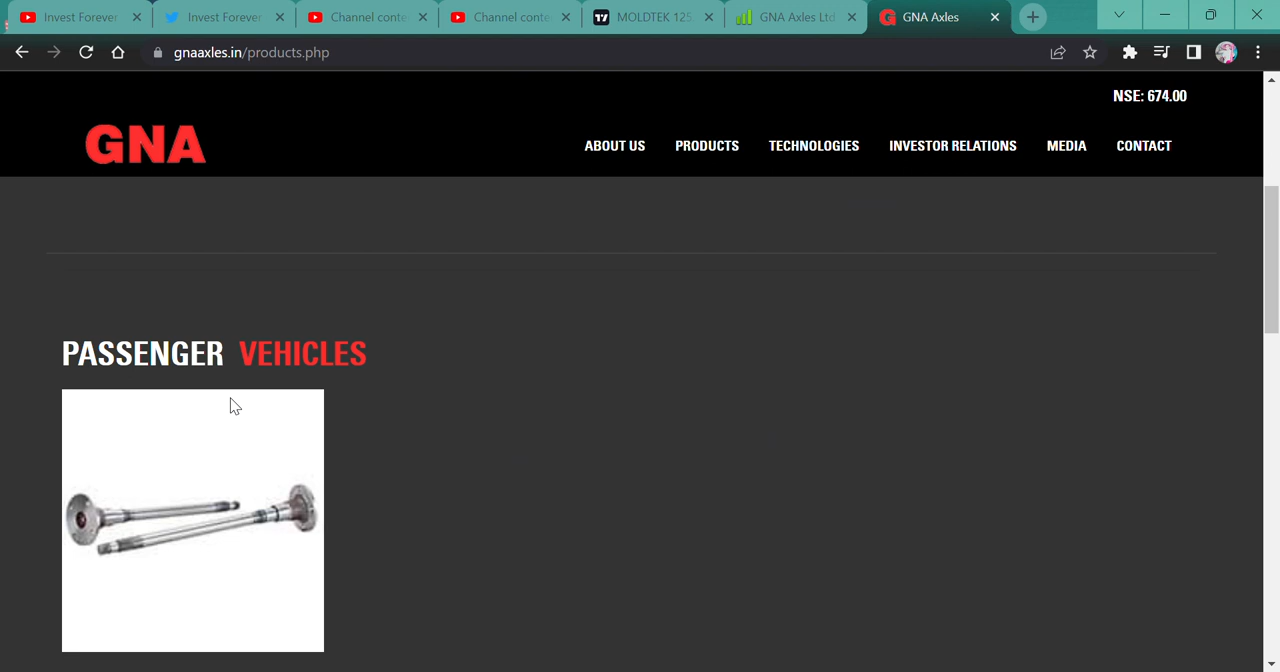 Invest Forever
Invest Forever
Channel conte
Channel conte
MOLDTEK 125.
GNA Axles Ltd
GNA Axles
gnaaxles.in/products.php
NSE: 674.00
GNA
ABOUT US PRODUCTS TECHNOLOGIES INVESTOR RELATIONS MEDIA CONTACT
PASSENGER VEHICLES